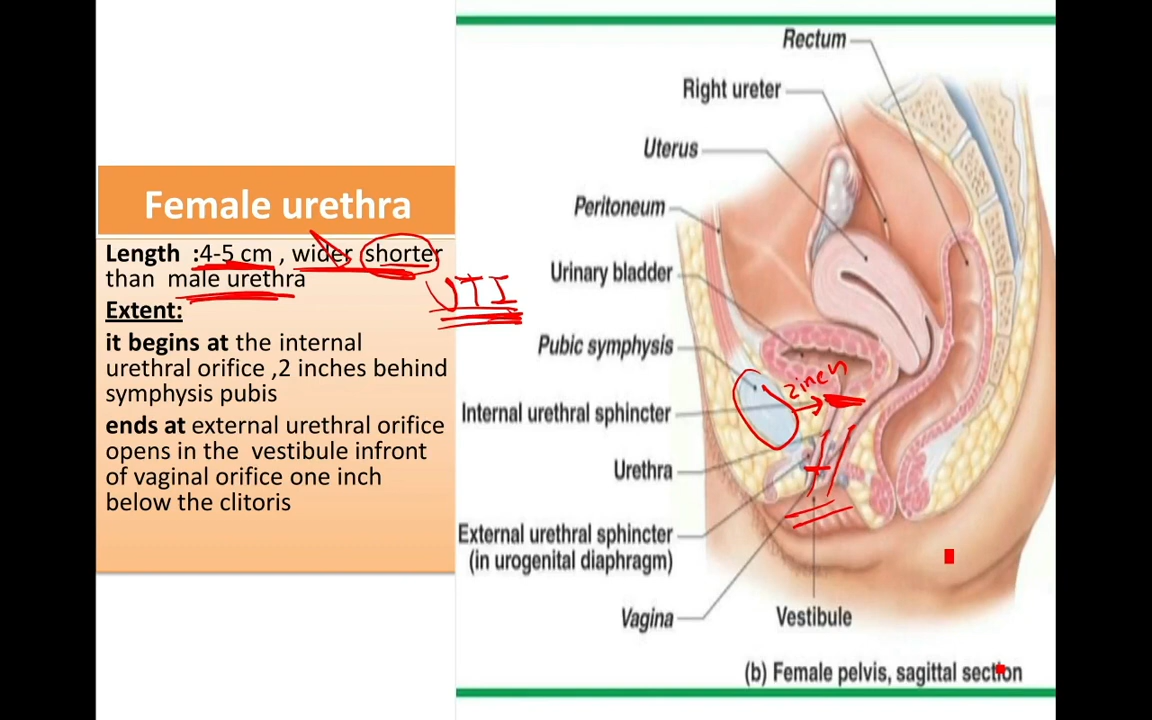 Female urethra
Length :4-5 cm , wider shorter
than male urethra
UTI
Extent:
it begins at the internal
urethral orifice ,2 inches behind
symphysis pubis
ends at external urethral orifice
opens in the vestibule infront
of vaginal orifice one inch
below the clitoris
Rectum
Right ureter
Uterus
Peritoneum
Urinary bladder
Pubic symphysis
2 inch
Internal urethral sphincter
Urethra
External urethral sphincter
(in urogenital diaphragm)
Vagina
Vestibule
(b) Female pelvis, sagittal section